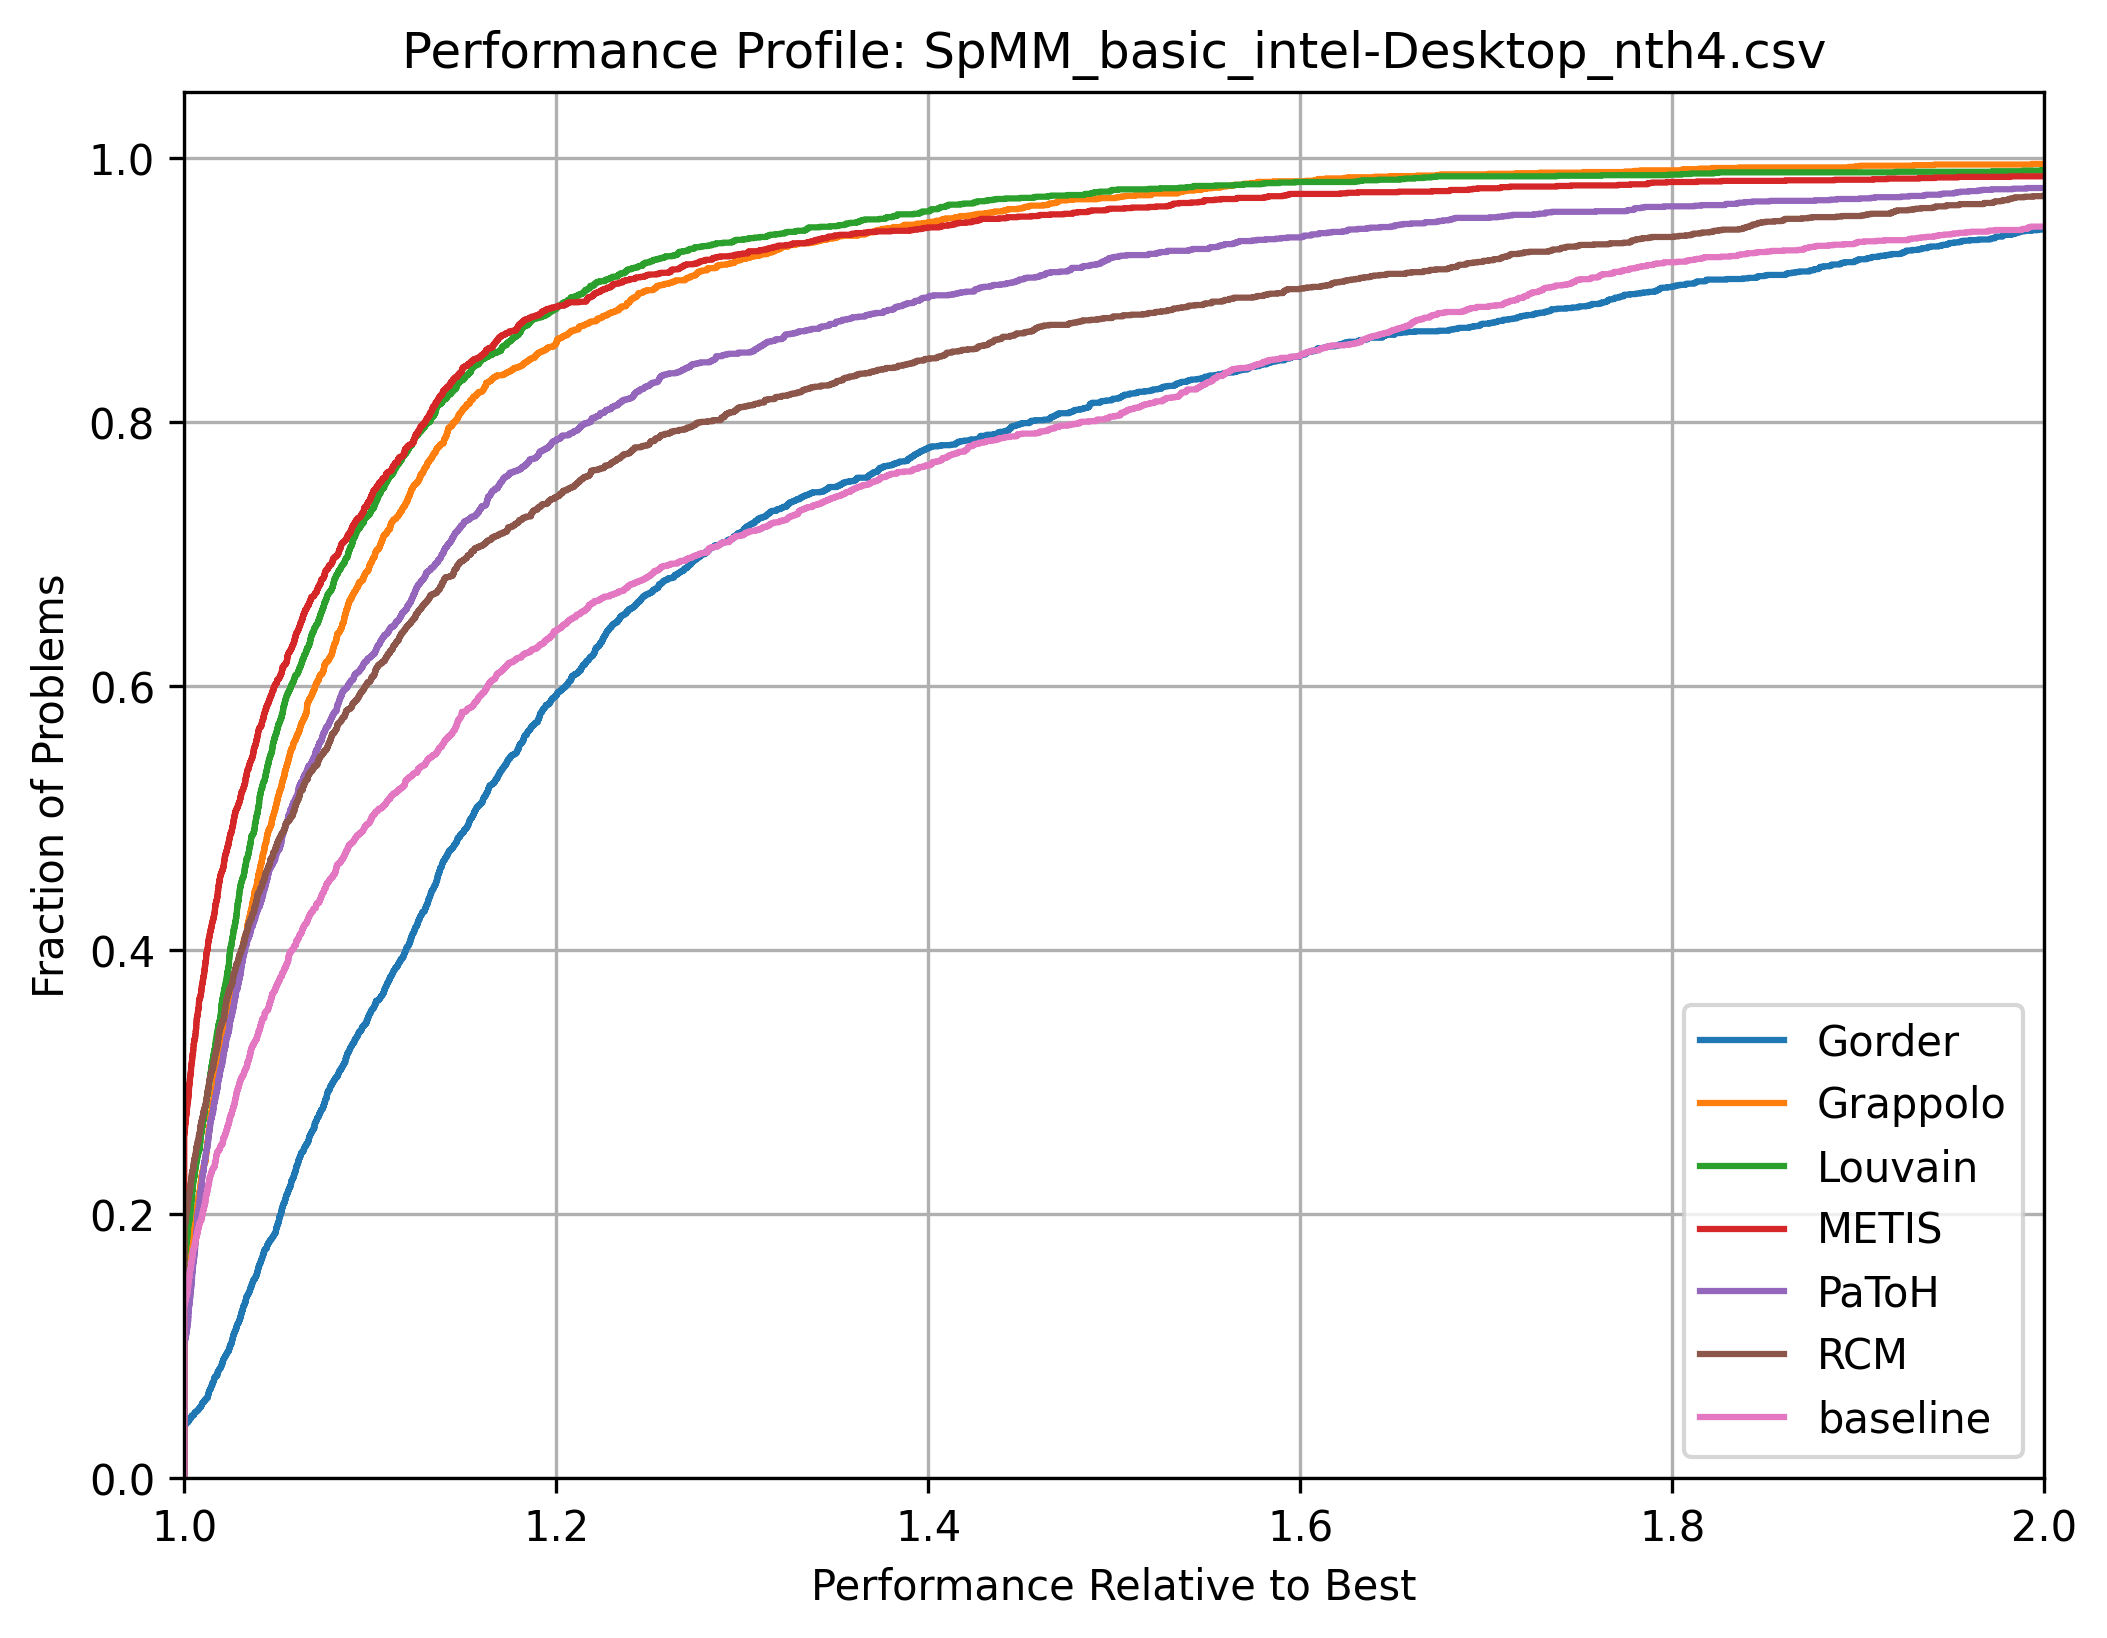 Performance Profile: SpMM_basic_intel-Desktop_nth4.csv
1.0
0.8
0.6
0.4
0.2
0.0
Fraction of Problems
Gorder
Grappolo
Louvain
METIS
PaToH
RCM
baseline
1.0 1.2 1.4 1.6 1.8 2.0
Performance Relative to Best